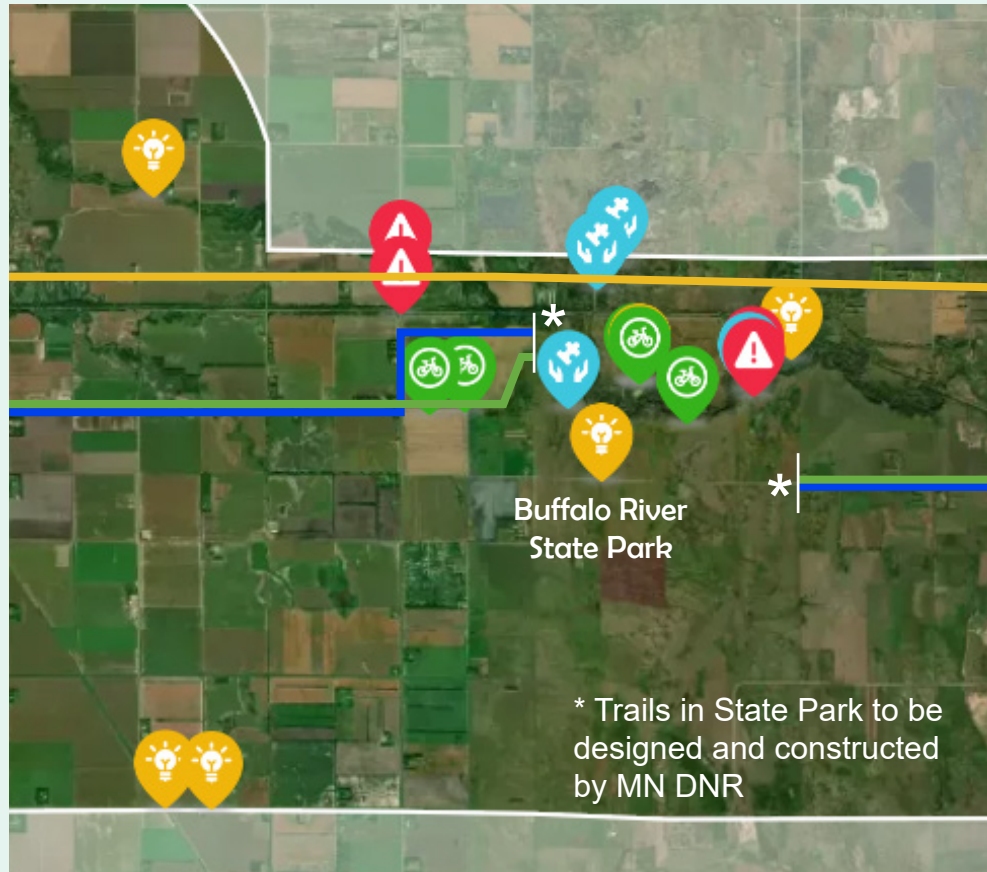 *
*
Buffalo River
State Park
* Trails in State Park to be
designed and constructed
by MN DNR